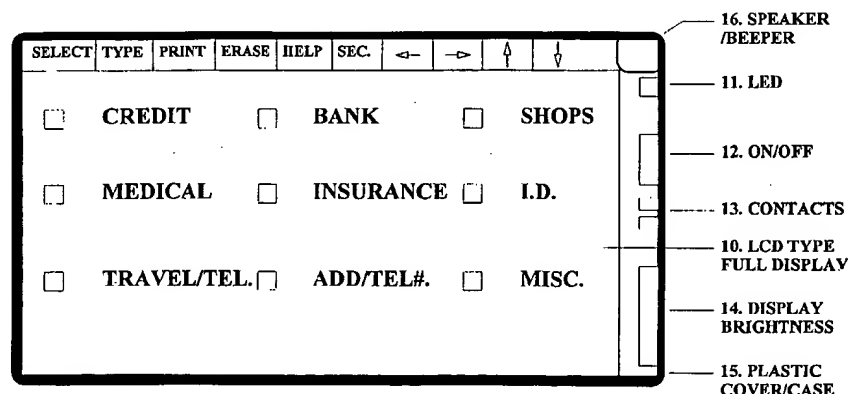 SELECT TYPE PRINT ERASE HELP SEC. ◅– –▻ ⇧ ⇩
CREDIT BANK SHOPS
MEDICAL INSURANCE I.D.
TRAVEL/TEL. ADD/TEL#. MISC.
16. SPEAKER
/BEEPER
11. LED
12. ON/OFF
13. CONTACTS
10. LCD TYPE
FULL DISPLAY
14. DISPLAY
BRIGHTNESS
15. PLASTIC
COVER/CASE